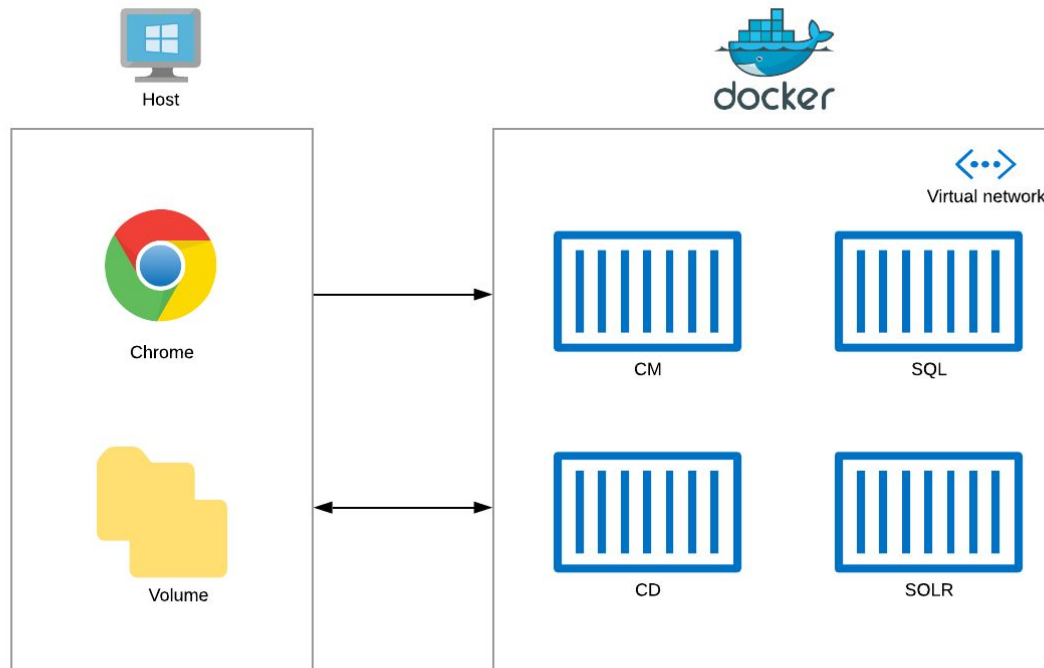 Host
docker
Virtual network
Chrome
CM
SQL
Volume
CD
SOLR